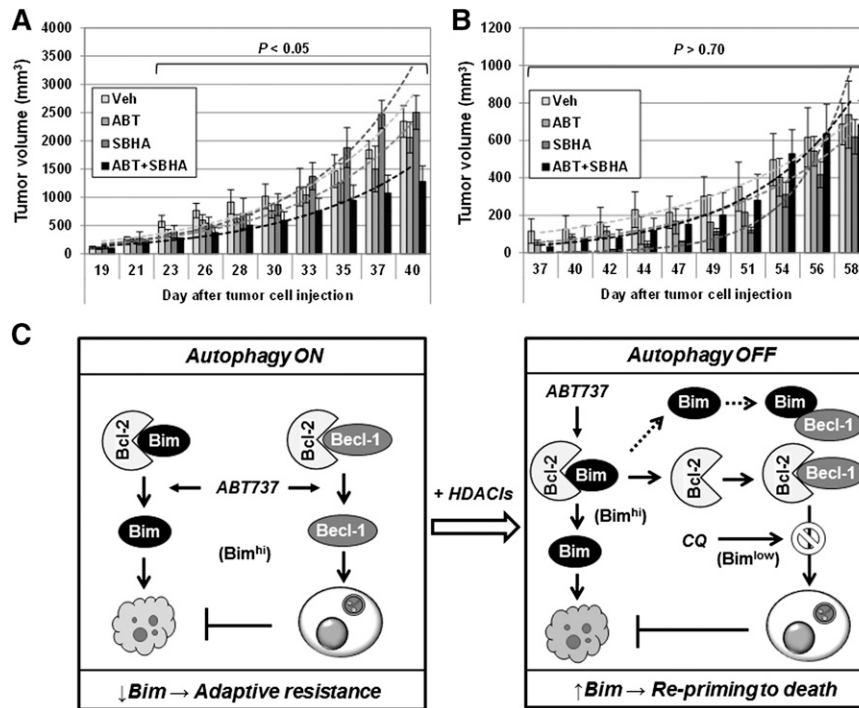 A
Tumor volume (mm³)
4000
3500
3000
2500
2000
1500
1000
500
0
P < 0.05
Veh
ABT
SBHA
ABT+SBHA
19 21 23 26 28 30 33 35 37 40
Day after tumor cell injection
B
Tumor volume (mm³)
1200
1000
800
600
400
200
0
P > 0.70
Veh
ABT
SBHA
ABT+SBHA
37 40 42 44 47 49 51 54 56 58
Day after tumor cell injection
C
Autophagy ON
Bcl-2 Bim Bcl-2 Becl-1
ABT737
Bim Becl-1
(Bimhi)
↓Bim → Adaptive resistance
+ HDACIs
Autophagy OFF
ABT737
Bim Bim
Becl-1
Bcl-2 Bim Bcl-2 Bcl-2 Becl-1
(Bimhi)
CQ
(Bimlow)
Bim
↑Bim → Re-priming to death